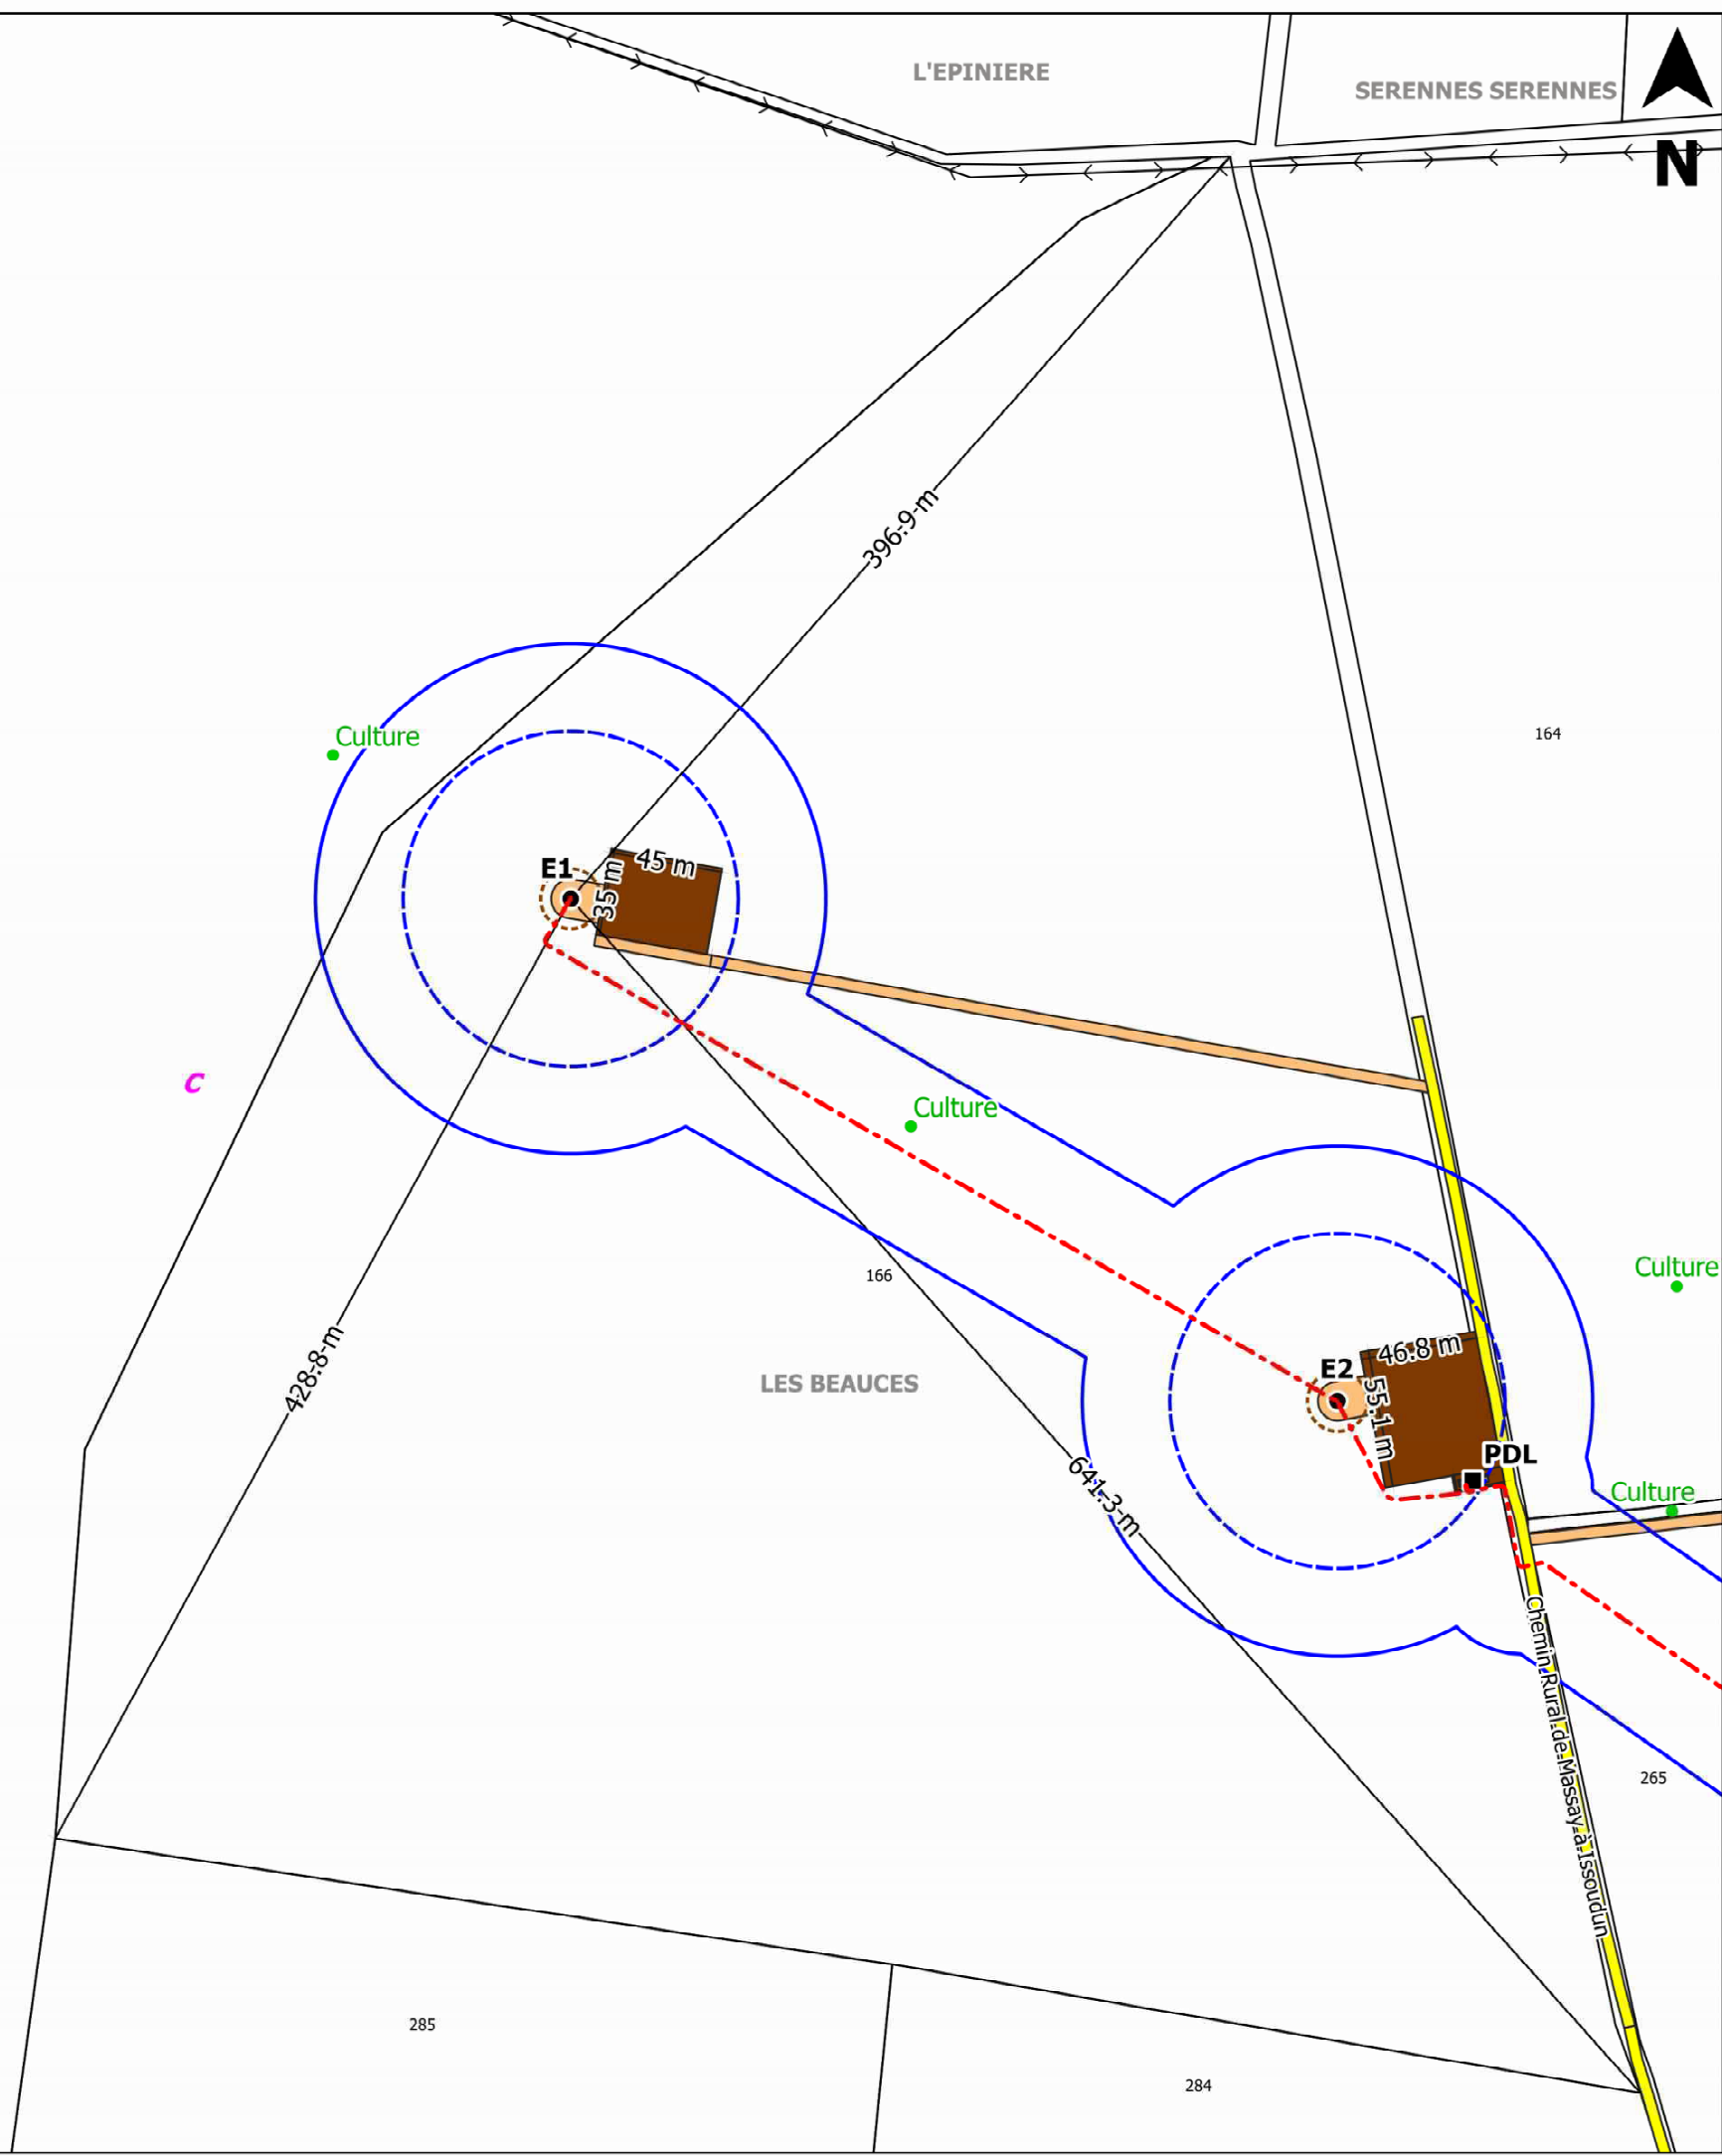 L'EPINIERE
SERENNES SERENNES
N
396.9 m
164
Culture
E1
45 m
35 m
C
Culture
Culture
166
428.8 m
LES BEAUCES
E2
46.8 m
55.1 m
PDL
Culture
641.3 m
Chemin Rural de Massay à Issoudun
265
285
284